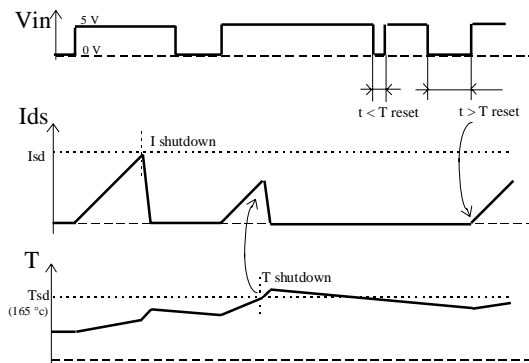 Vin
5 V
0 V
t < T reset
t > T reset
Ids
I shutdown
Isd
T
T shutdown
Tsd
(165 °c)